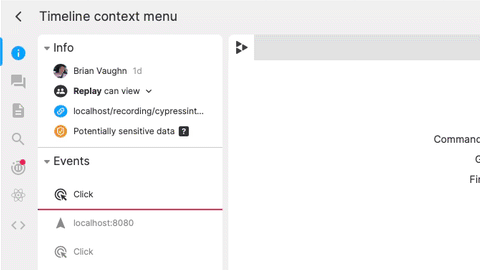 Timeline context menu
Info
Brian Vaughn 1d
Replay can view
localhost/recording/cypressint...
Potentially sensitive data ?
Events
Click
localhost:8080
Click
Command
G
Fin